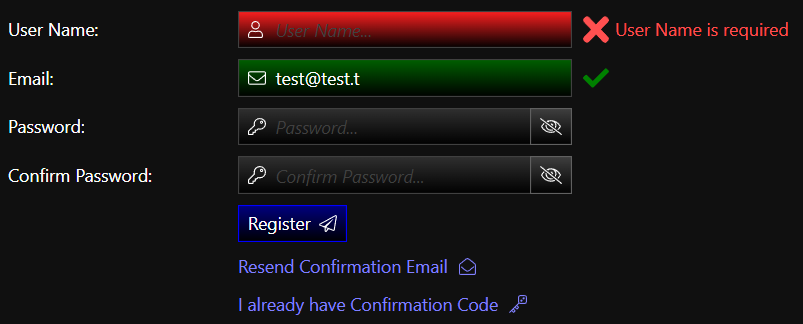 User Name: User Name... User Name is required
Email: test@test.t
Password: Password...
Confirm Password: Confirm Password...
Register
Resend Confirmation Email
I already have Confirmation Code